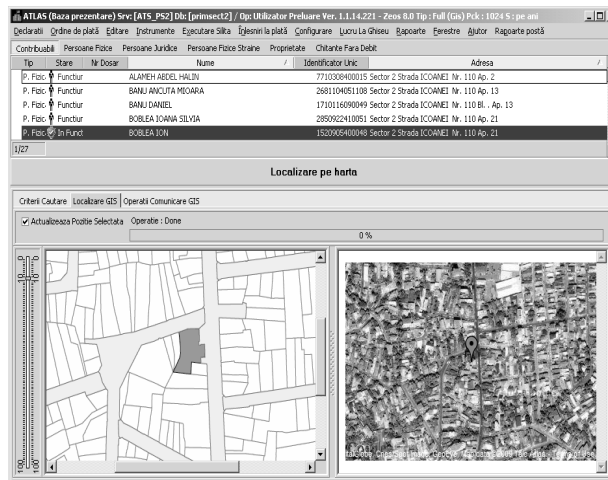 ATLAS (Baza prezentare) Srv: [ATS_P52] Db: [primsect2] / Op: Utilizator Preluare Ver. 1.1.14.221 - Zeos 8.0 Tip : Full (Gis) Pck : 1024 S : pe ani
Declaratii Ordine de plată Editare Instrumente Executare Silita Înlesniri la plată Configurare Lucru La Ghiseu Rapoarte Ferestre Ajutor Rapoarte postă
Contribuabili Persoane Fizice Persoane Juridice Persoane Fizice Straine Proprietate Chitante Fara Debit
Tip Stare Nr Dosar Nume / Identificator Unic Adresa /
P. Fizic Functiur ALAMEH ABDEL HALIN 7710308400015 Sector 2 Strada ICOANEI Nr. 110 Ap. 2
P. Fizic Functiur BANU ANCUTA MIOARA 2681104051108 Sector 2 Strada ICOANEI Nr. 110 Ap. 13
P. Fizic Functiur BANU DANIEL 1710116090049 Sector 2 Strada ICOANEI Nr. 110 Bl. . Ap. 13
P. Fizic Functiur BOBLEA IOANA SILVIA 2850922410051 Sector 2 Strada ICOANEI Nr. 110 Ap. 21
P. Fizic In Funct BOBLEA ION 1520905400048 Sector 2 Strada ICOANEI Nr. 110 Ap. 21
1/27
Localizare pe harta
Criterii Cautare Localizare GIS Operatii Comunicare GIS
Actualizeaza Pozitie Selectata Operatie : Done
0 %
0 0
10 10
100 100